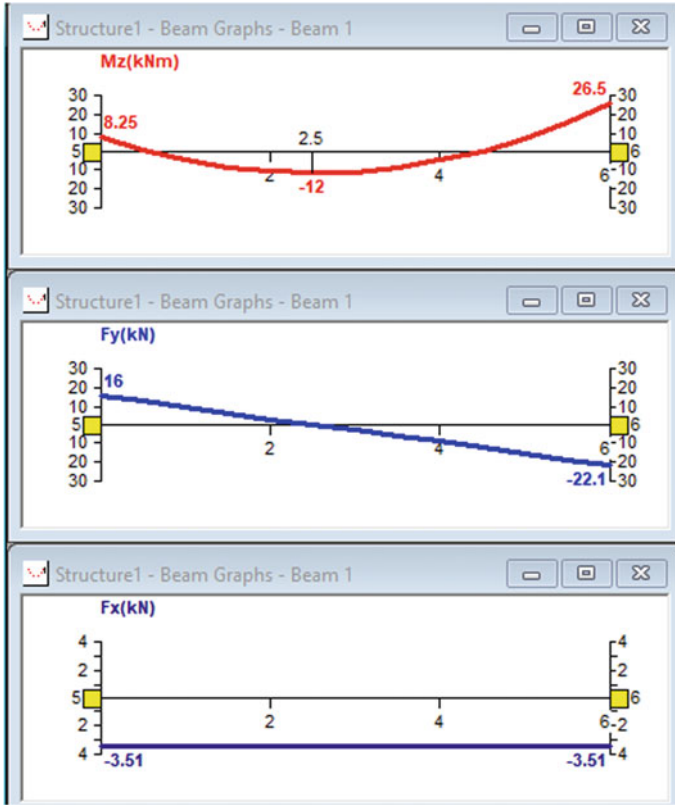 Structure1 - Beam Graphs - Beam 1
Mz(kNm)
30 26.5 30
20 8.25 20
10 2.5 10
5 6
10 2 4 6 10
20 -12 20
30 30
Structure1 - Beam Graphs - Beam 1
Fy(kN)
30 30
20 16 20
10 10
5 6
10 2 4 6 10
20 20
30 -22.1 30
Structure1 - Beam Graphs - Beam 1
Fx(kN)
4 4
2 2
5 6
2 2 4 6 2
4 -3.51 -3.51 4